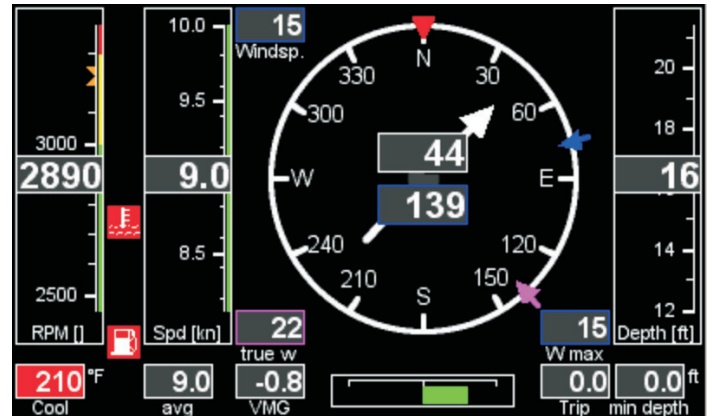 10.0
15
Windsp.
N
330
30
20
300
60
9.5
18
3000
44
2890
9.0
W
E
16
139
8.5
240
120
14
210
150
S
2500
12
RPM []
Spd [kn]
22
15
Depth [ft]
true w
W max
210 °F
9.0
-0.8
0.0
0.0 ft
Cool
avg
VMG
Trip
min depth